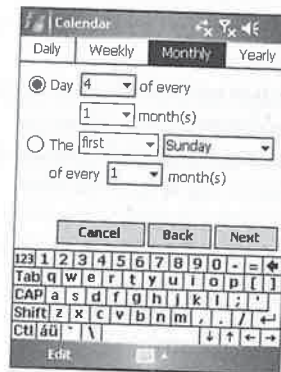 Calendar
Daily Weekly Monthly Yearly
Day 4 of every
1 month(s)
The first Sunday
of every 1 month(s)
Cancel Back Next
123 1 2 3 4 5 6 7 8 9 0 - =
Tab q w e r t y u i o p [ ]
CAP a s d f g h j k l ; '
Shift z x c v b n m , . /
Ctl áü ` \
Edit